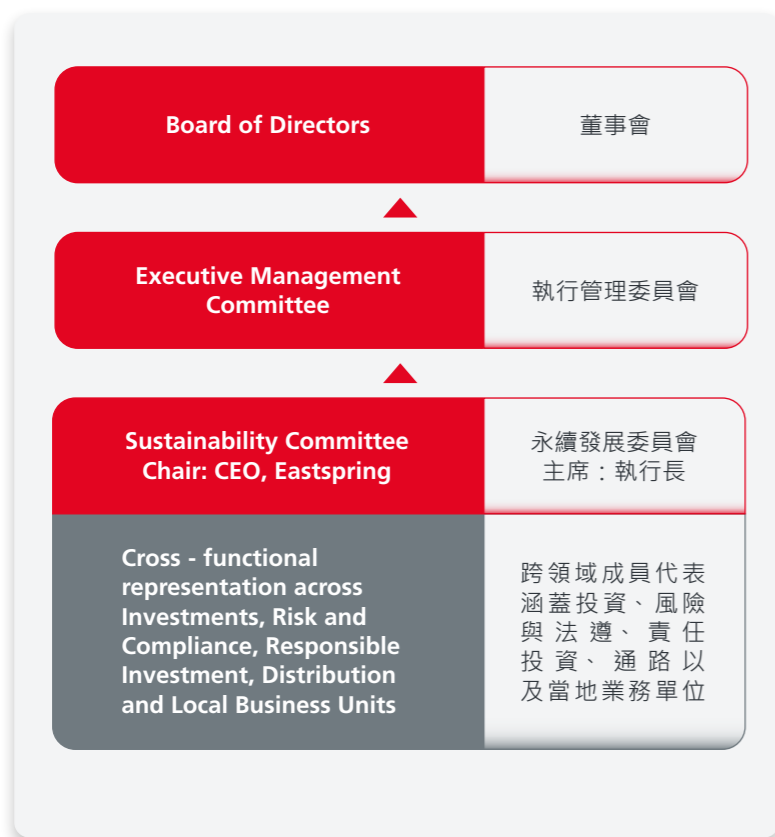 Board of Directors
董事會
Executive Management
Committee
執行管理委員會
Sustainability Committee
Chair: CEO, Eastspring
永續發展委員會
主席：執行長
Cross - functional
representation across
Investments, Risk and
Compliance, Responsible
Investment, Distribution
and Local Business Units
跨領域成員代表
涵蓋投資、風險
與法遵、責任
投資、通路以
及當地業務單位